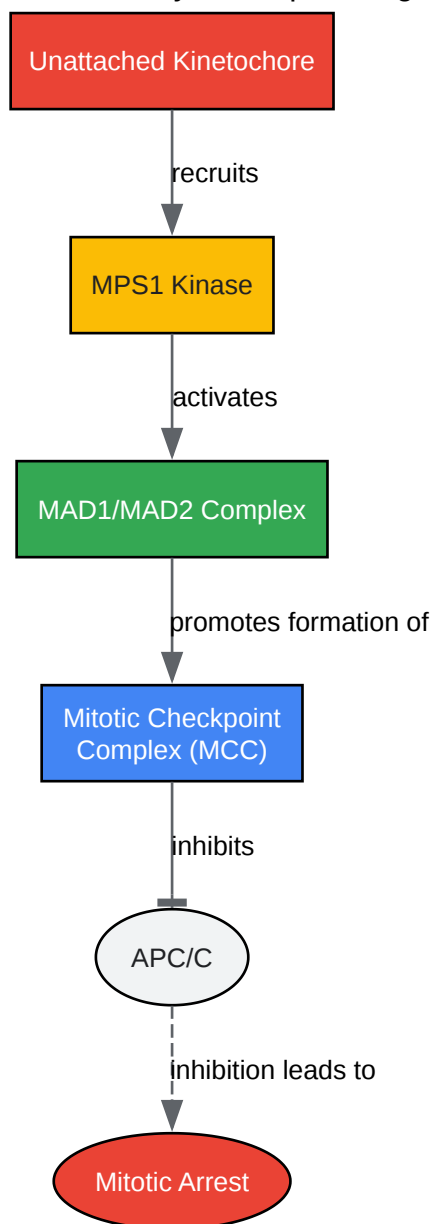 Unattached Kinetochore
recruits
MPS1 Kinase
activates
MAD1/MAD2 Complex
promotes formation of
Mitotic Checkpoint
Complex (MCC)
inhibits
APC/C
inhibition leads to
Mitotic Arrest